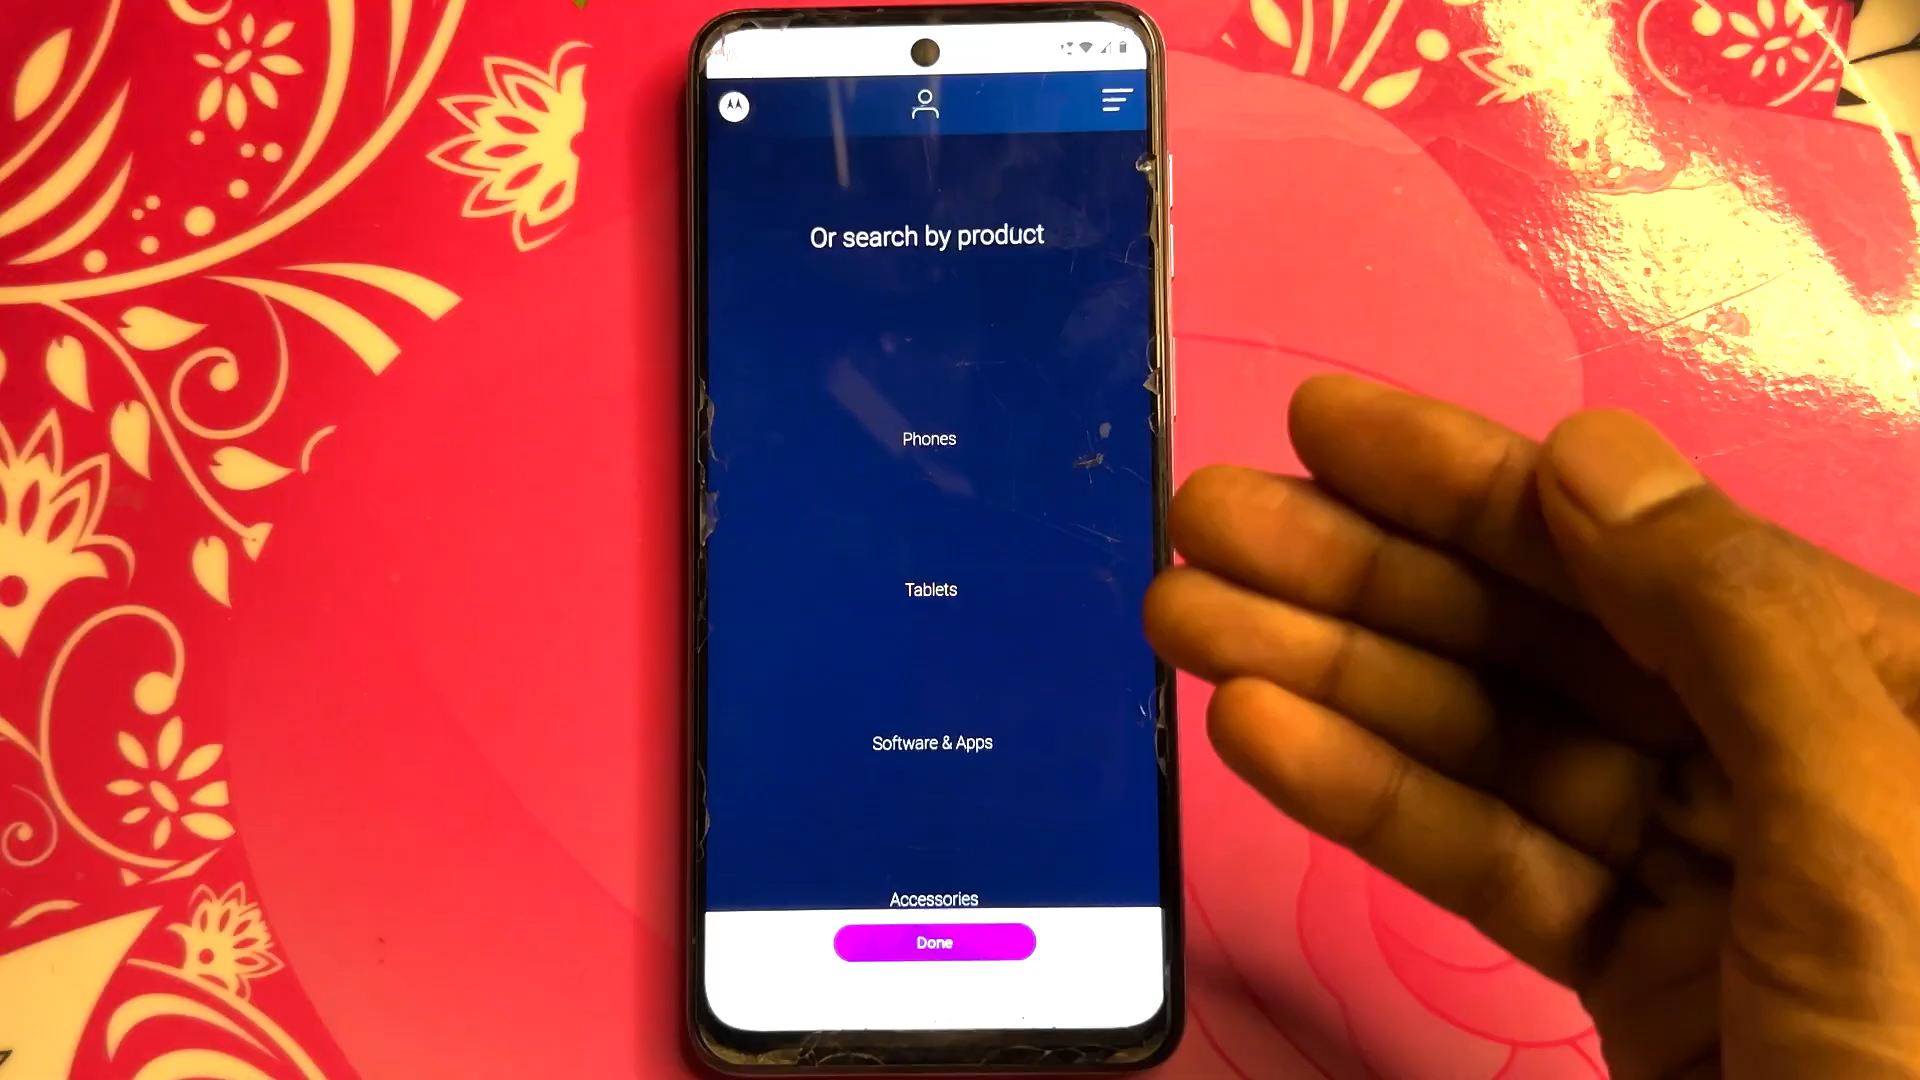 Or search by product
Phones
Tablets
Software & Apps
Accessories
Done